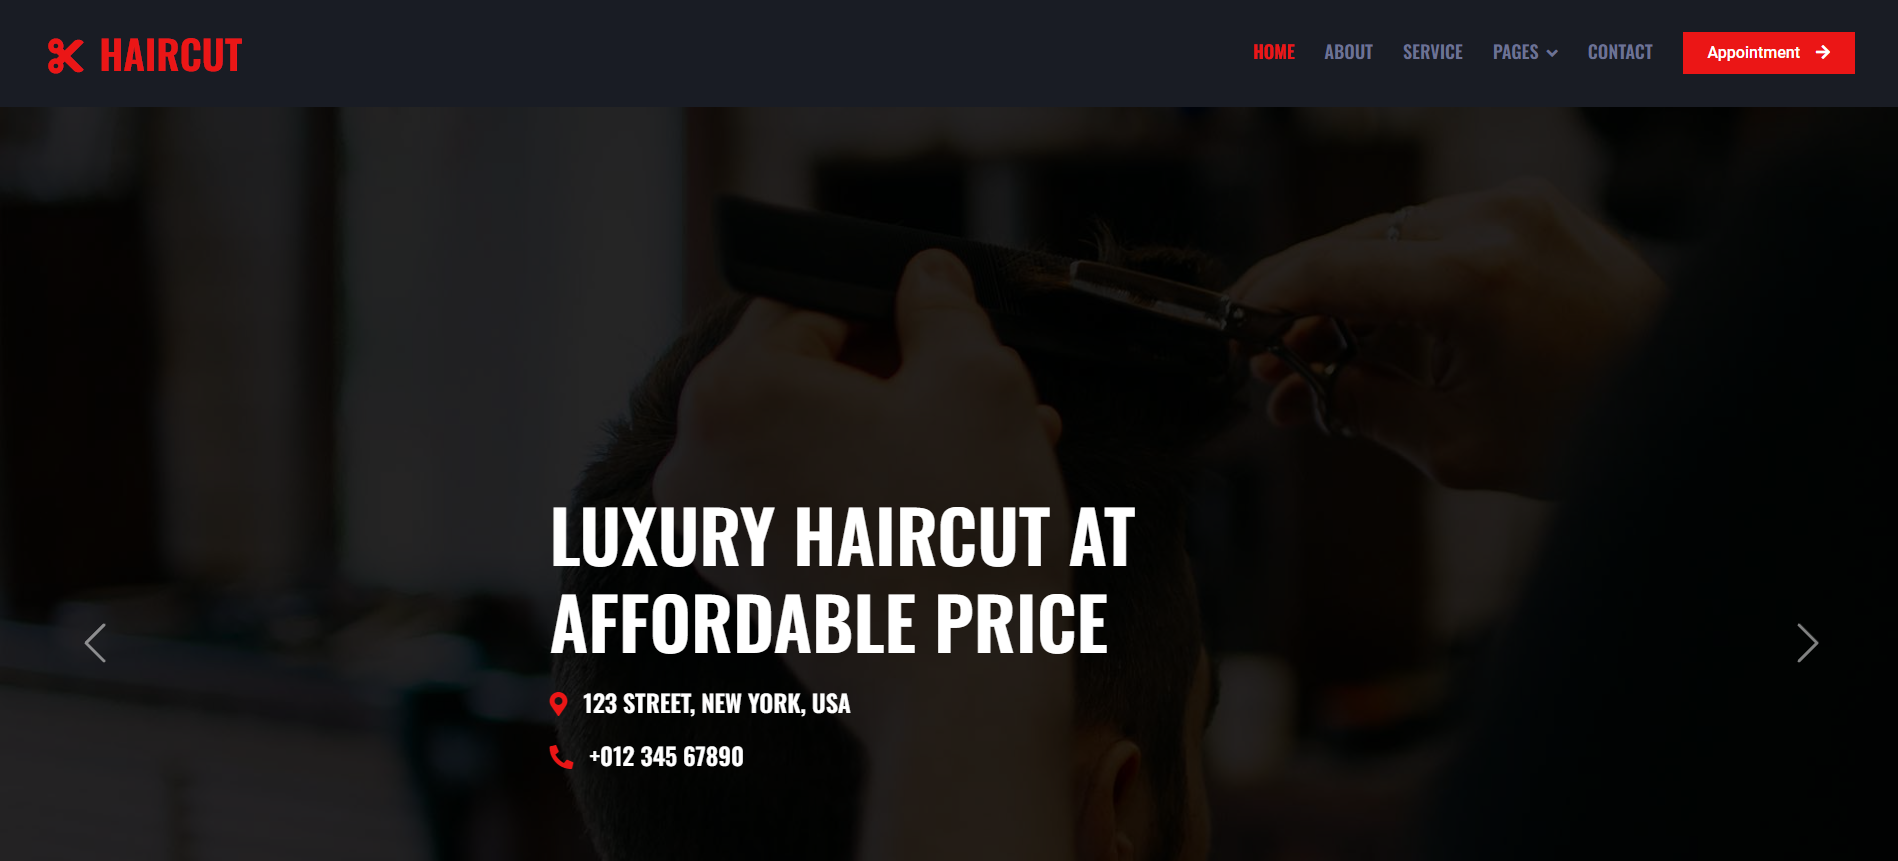 HAIRCUT
HOME ABOUT SERVICE PAGES CONTACT Appointment
LUXURY HAIRCUT AT
AFFORDABLE PRICE
123 STREET, NEW YORK, USA
+012 345 67890